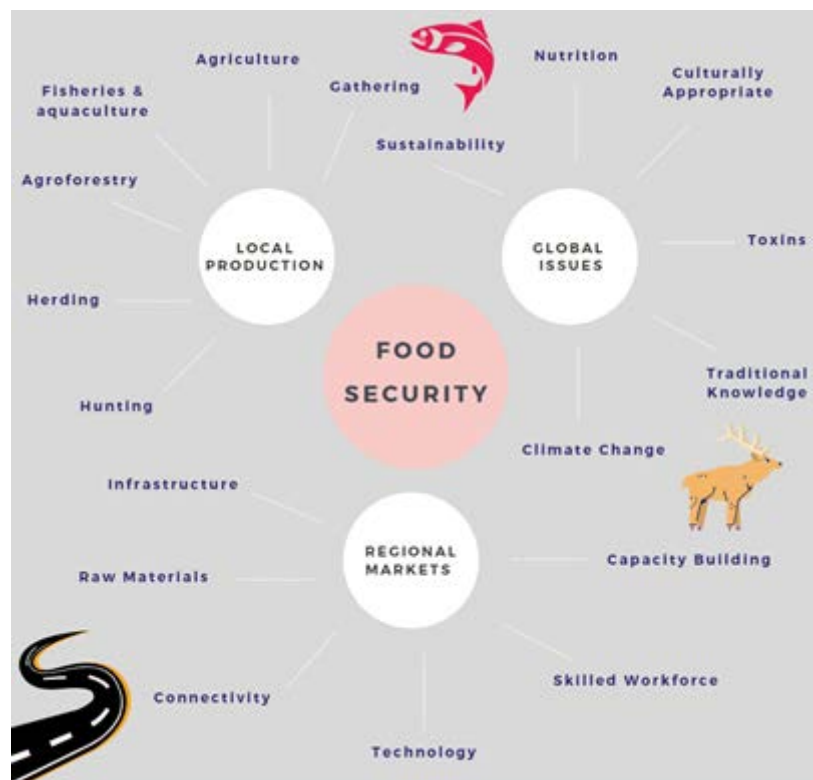 Agriculture
Gathering
Fisheries &
aquaculture
Agroforestry
Herding
Hunting
LOCAL
PRODUCTION
Nutrition
Culturally
Appropriate
Sustainability
Toxins
Traditional
Knowledge
Climate Change
GLOBAL
ISSUES
FOOD
SECURITY
Infrastructure
Raw Materials
Connectivity
Technology
Skilled Workforce
Capacity Building
REGIONAL
MARKETS